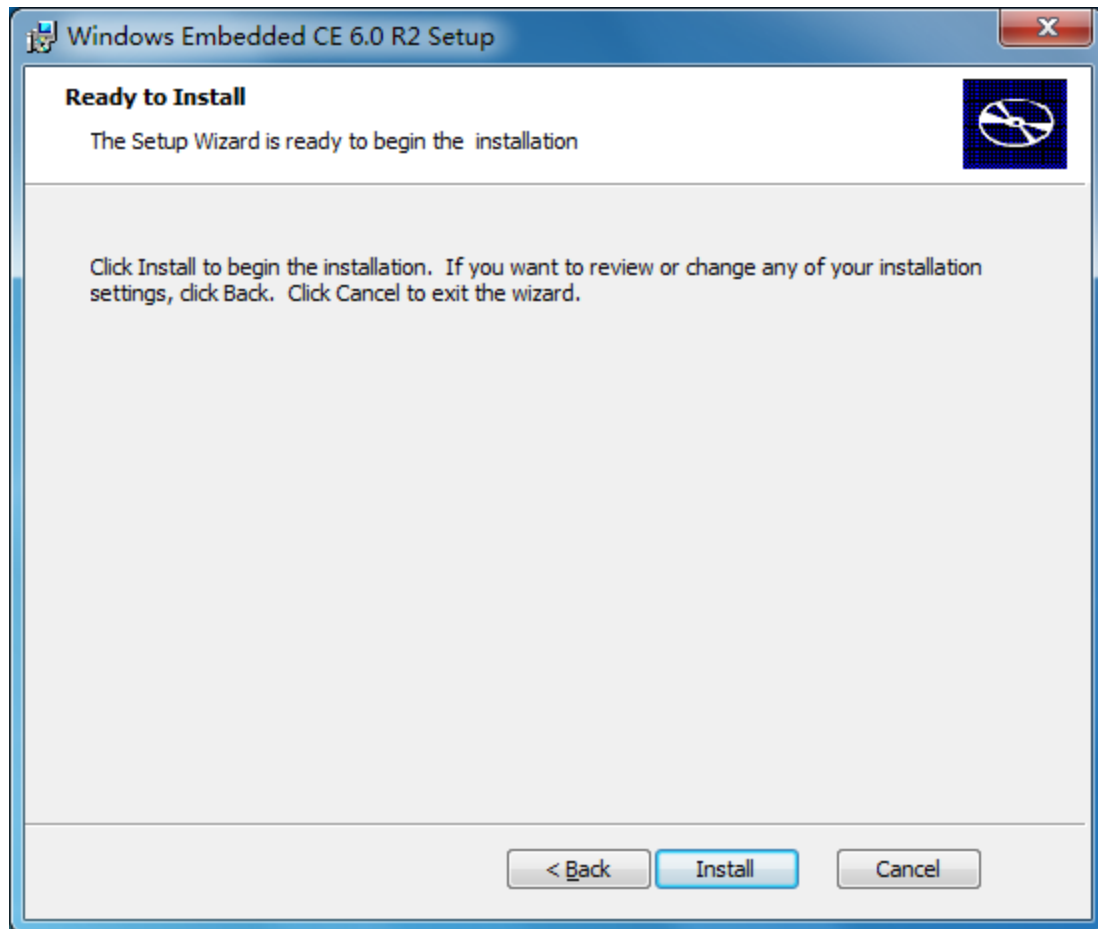 Windows Embedded CE 6.0 R2 Setup
Ready to Install
The Setup Wizard is ready to begin the  installation
Click Install to begin the installation.  If you want to review or change any of your installation
settings, click Back.  Click Cancel to exit the wizard.
< Back
Install
Cancel